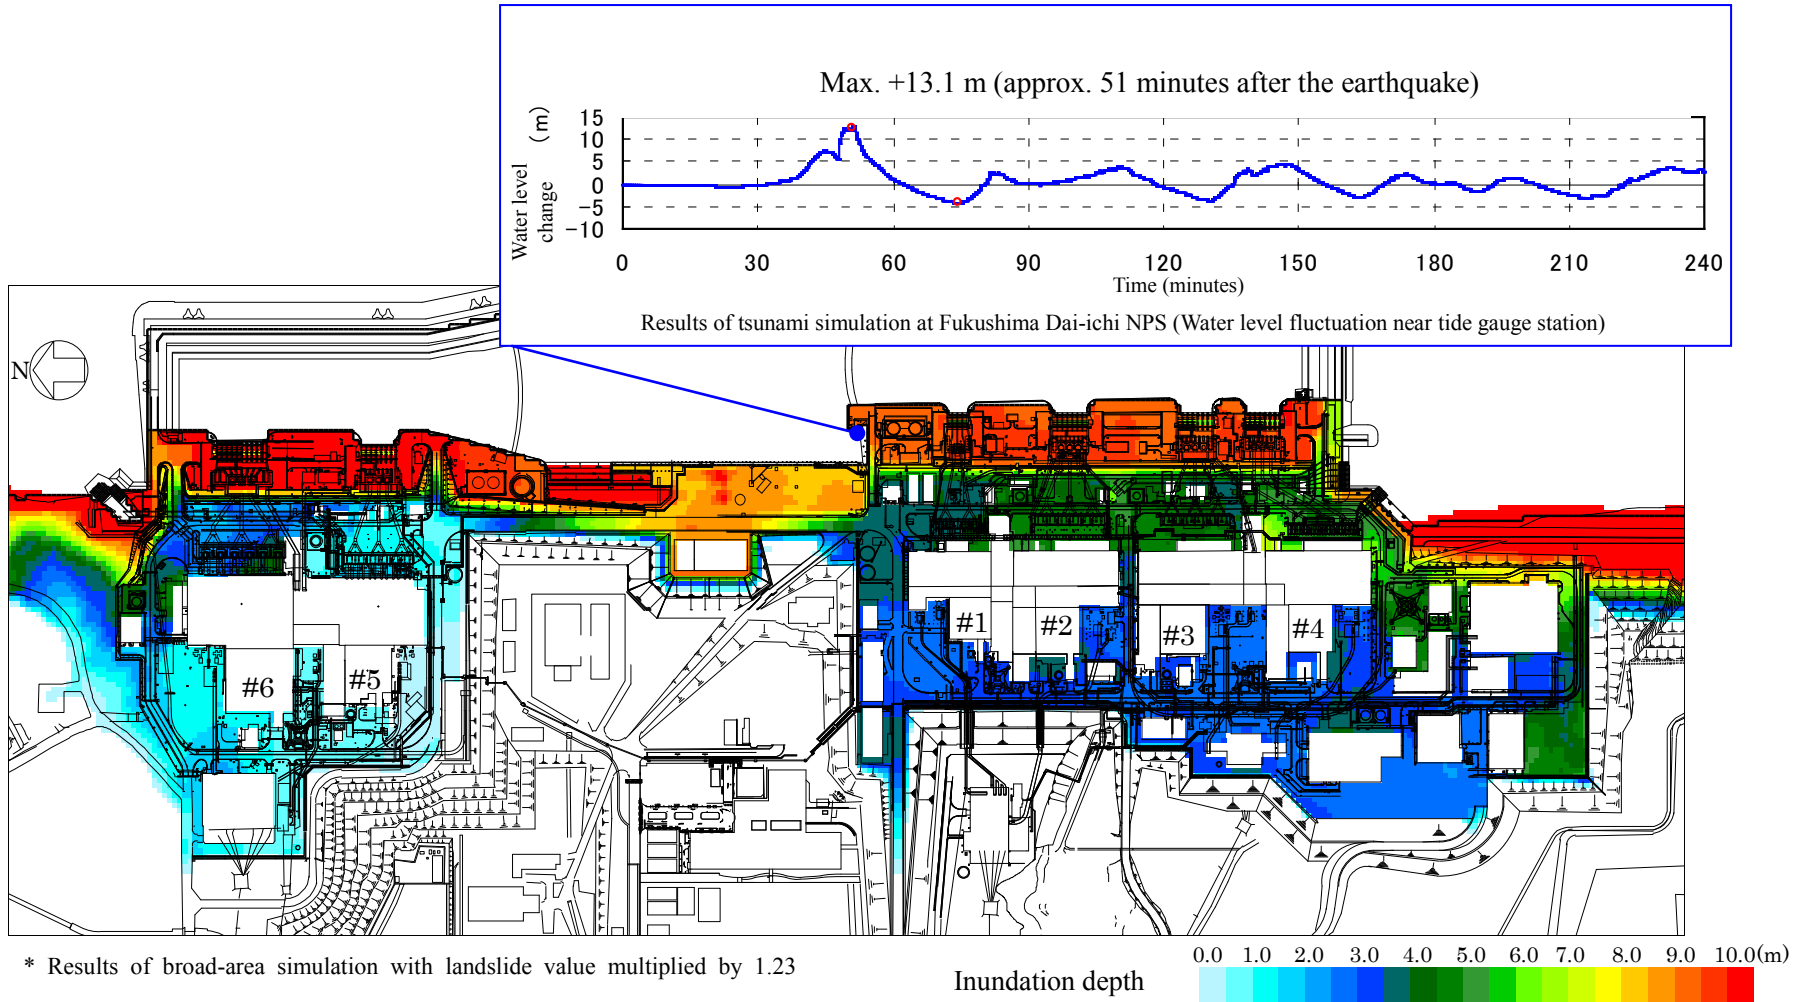 Max. +13.1 m (approx. 51 minutes after the earthquake)
Water level
change (m)
15
10
5
0
-5
-10
0 30 60 90 120 150 180 210 240
Time (minutes)
Results of tsunami simulation at Fukushima Dai-ichi NPS (Water level fluctuation near tide gauge station)
N
#1 #2 #3 #4
#6 #5
* Results of broad-area simulation with landslide value multiplied by 1.23
Inundation depth
0.0 1.0 2.0 3.0 4.0 5.0 6.0 7.0 8.0 9.0 10.0(m)